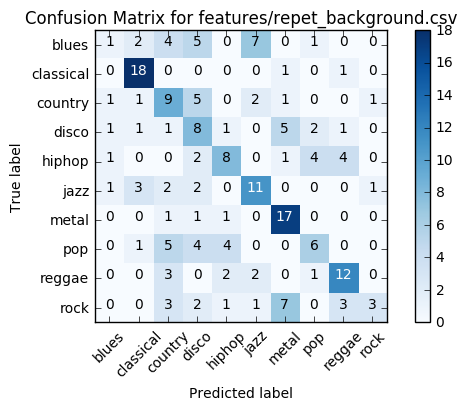 Confusion Matrix for features/repet_background.csv
blues 1 2 4 5 0 7 0 1 0 0
classical 0 18 0 0 0 0 1 0 1 0
country 1 1 9 5 0 2 1 0 0 1
disco 1 1 1 8 1 0 5 2 1 0
hiphop 1 0 0 2 8 0 1 4 4 0
jazz 1 3 2 2 0 11 0 0 0 1
metal 0 0 1 1 1 0 17 0 0 0
pop 0 1 5 4 4 0 0 6 0 0
reggae 0 0 3 0 2 2 0 1 12 0
rock 0 0 3 2 1 1 7 0 3 3
True label
blues classical country disco hiphop jazz metal pop reggae rock
Predicted label
18
16
14
12
10
8
6
4
2
0